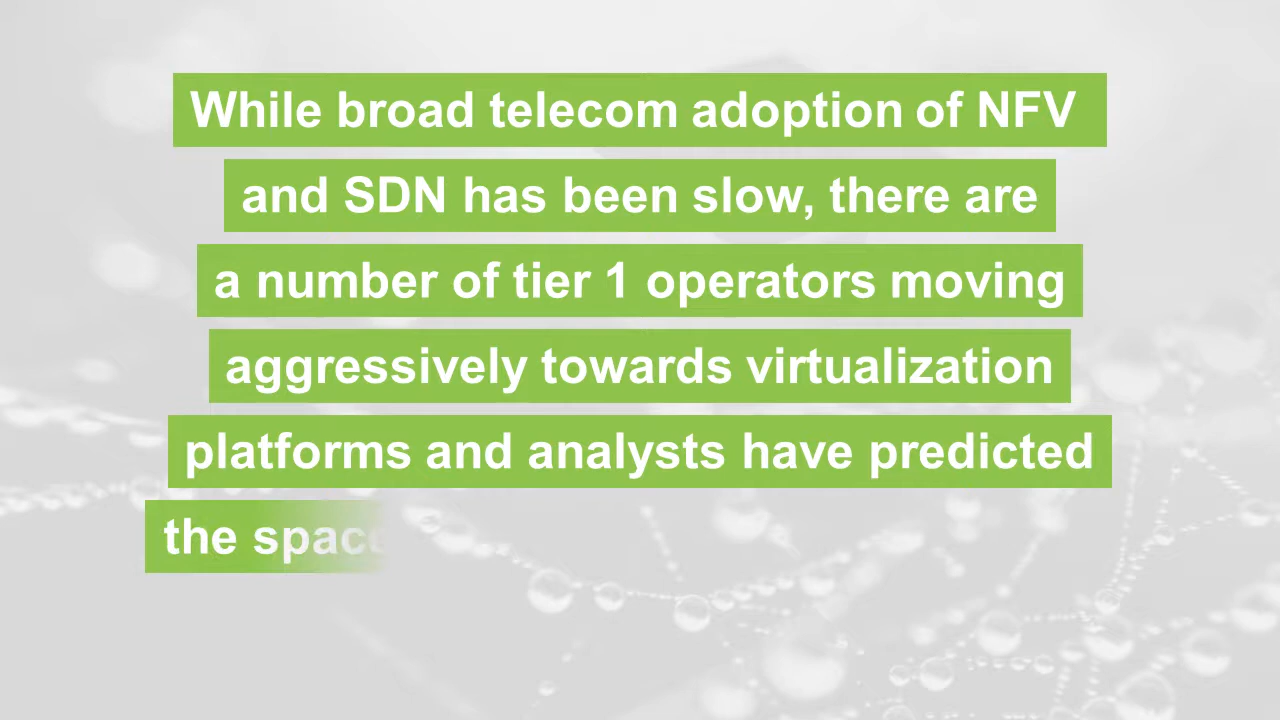 While broad telecom adoption of NFV
and SDN has been slow, there are
a number of tier 1 operators moving
aggressively towards virtualization
platforms and analysts have predicted
the space